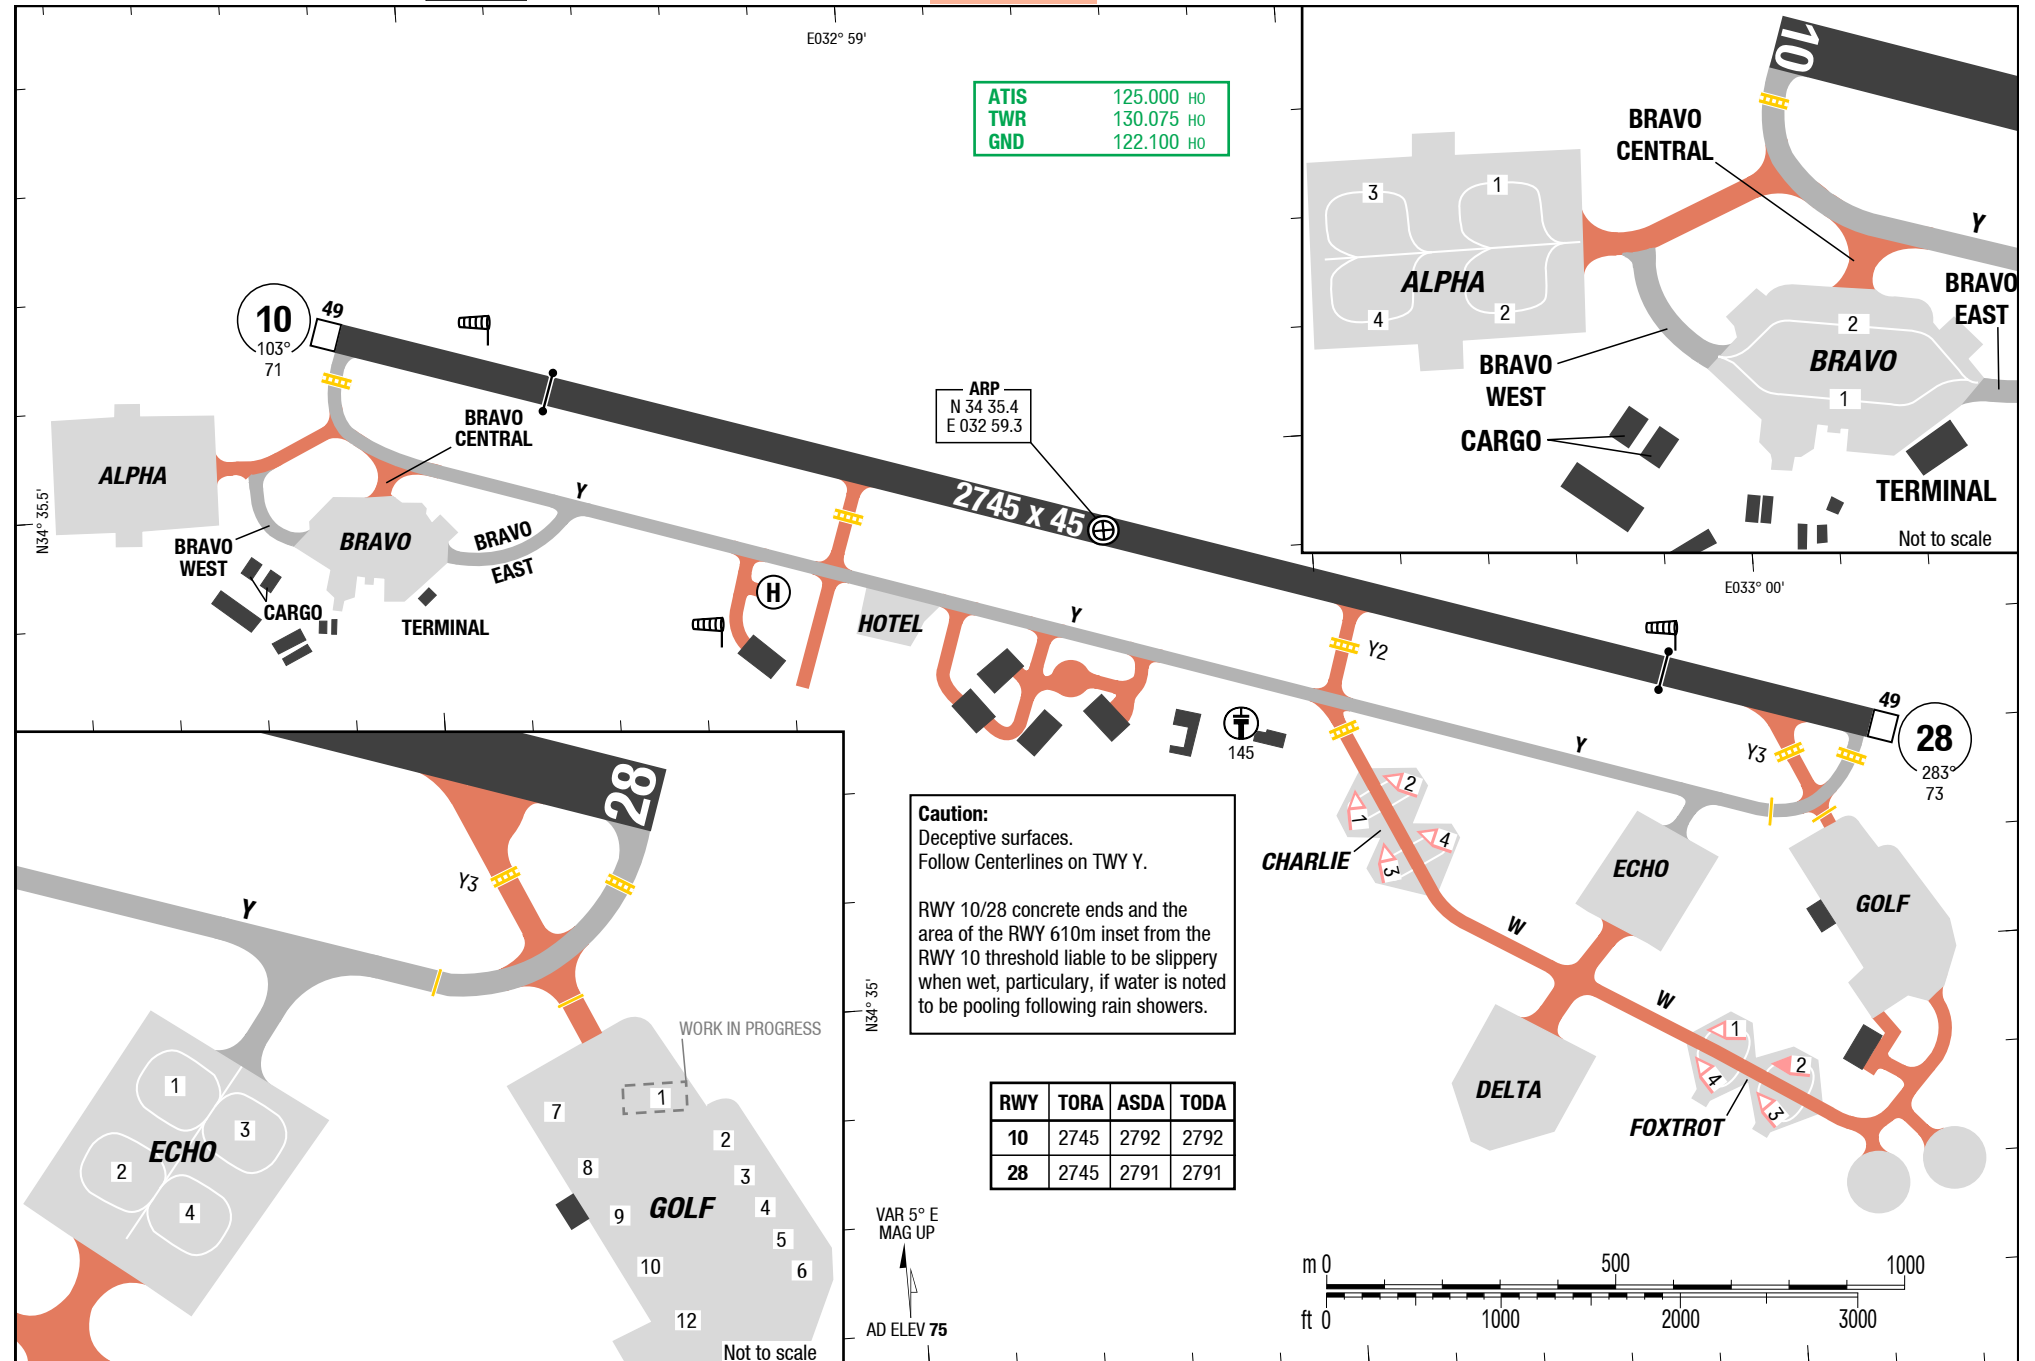 E032° 59'
ATIS 125.000 HO
TWR 130.075 HO
GND 122.100 HO
10
BRAVO
CENTRAL
Y
3
1
ALPHA
4
2
BRAVO
EAST
2
BRAVO
1
BRAVO
WEST
CARGO
TERMINAL
Not to scale
10
103°
71
49
ARP
N 34 35.4
E 032 59.3
BRAVO
CENTRAL
ALPHA
N34° 35.5'
Y
2745 x 45
BRAVO
WEST
BRAVO
BRAVO
EAST
CARGO
TERMINAL
H
HOTEL
Y
E033° 00'
Y2
145
Y
Y3
49
28
283°
73
2
1
4
3
CHARLIE
ECHO
GOLF
W
W
DELTA
1
4
2
3
FOXTROT
28
Y3
Y
WORK IN PROGRESS
1
3
ECHO
2
4
7
1
2
8
3
9
GOLF
4
5
10
6
12
Not to scale
N34° 35'
Caution:
Deceptive surfaces.
Follow Centerlines on TWY Y.
RWY 10/28 concrete ends and the
area of the RWY 610m inset from the
RWY 10 threshold liable to be slippery
when wet, particulary, if water is noted
to be pooling following rain showers.
RWY TORA ASDA TODA
10 2745 2792 2792
28 2745 2791 2791
VAR 5° E
MAG UP
AD ELEV 75
m 0 500 1000
ft 0 1000 2000 3000